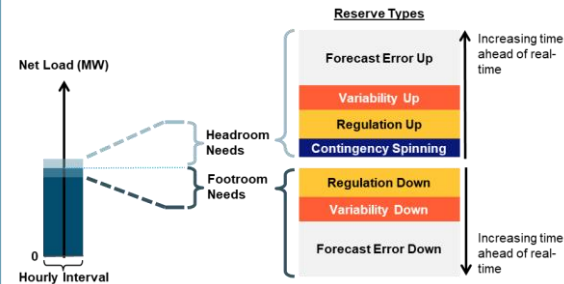 Reserve Types
Increasing time
ahead of real-
time
Net Load (MW)
Forecast Error Up
Variability Up
Regulation Up
Contingency Spinning
Headroom
Needs
Footroom
Needs
Regulation Down
Variability Down
Forecast Error Down
Increasing time
ahead of real-
time
0
Hourly Interval